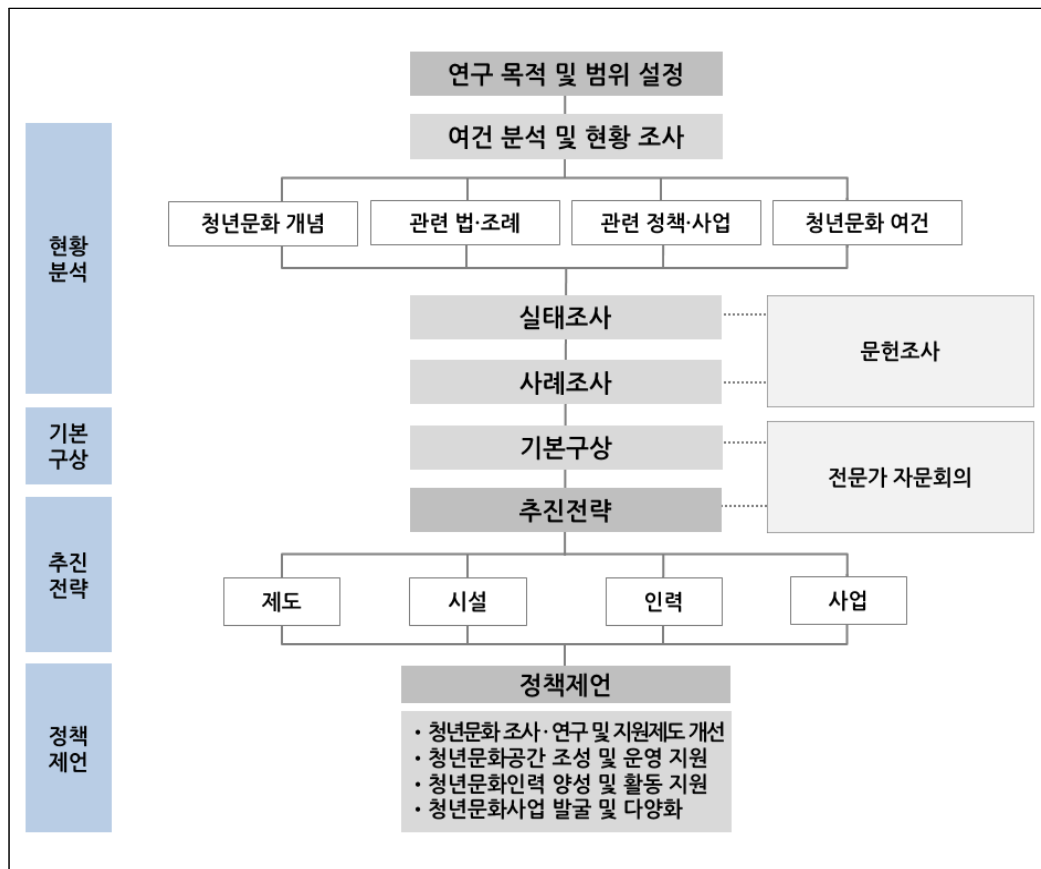 연구 목적 및 범위 설정
여건 분석 및 현황 조사
청년문화 개념
관련 법·조례
관련 정책·사업
청년문화 여건
현황
분석
실태조사
문헌조사
사례조사
기본
구상
기본구상
전문가 자문회의
추진전략
추진
전략
제도
시설
인력
사업
정책제언
정책
제언
• 청년문화 조사·연구 및 지원제도 개선
• 청년문화공간 조성 및 운영 지원
• 청년문화인력 양성 및 활동 지원
• 청년문화사업 발굴 및 다양화